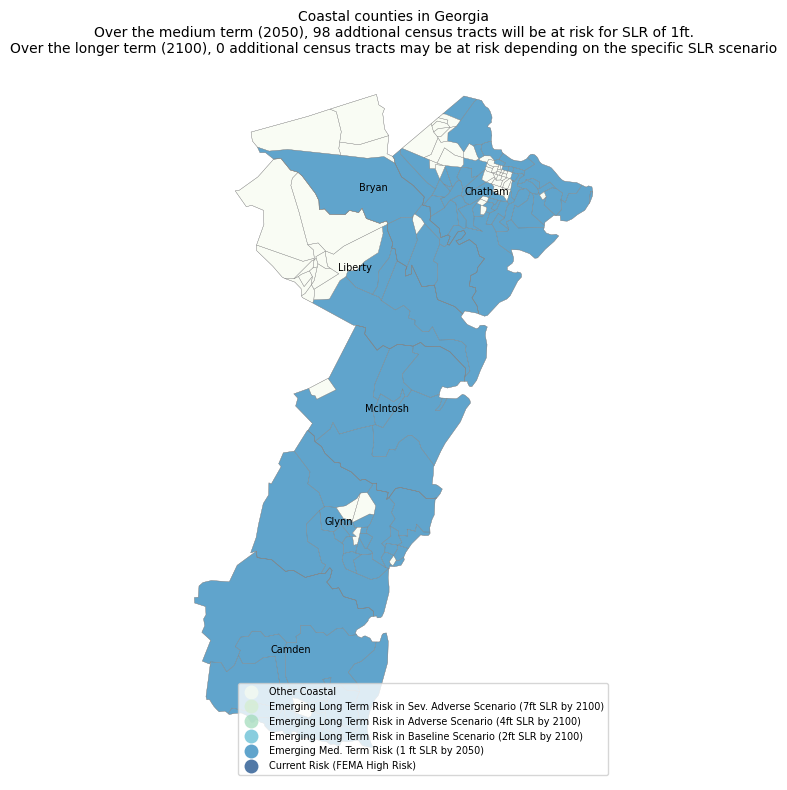 Coastal counties in Georgia
Over the medium term (2050), 98 addtional census tracts will be at risk for SLR of 1ft.
Over the longer term (2100), 0 additional census tracts may be at risk depending on the specific SLR scenario
Bryan
Chatham
Liberty
McIntosh
Glynn
Camden
Other Coastal
Emerging Long Term Risk in Sev. Adverse Scenario (7ft SLR by 2100)
Emerging Long Term Risk in Adverse Scenario (4ft SLR by 2100)
Emerging Long Term Risk in Baseline Scenario (2ft SLR by 2100)
Emerging Med. Term Risk (1 ft SLR by 2050)
Current Risk (FEMA High Risk)